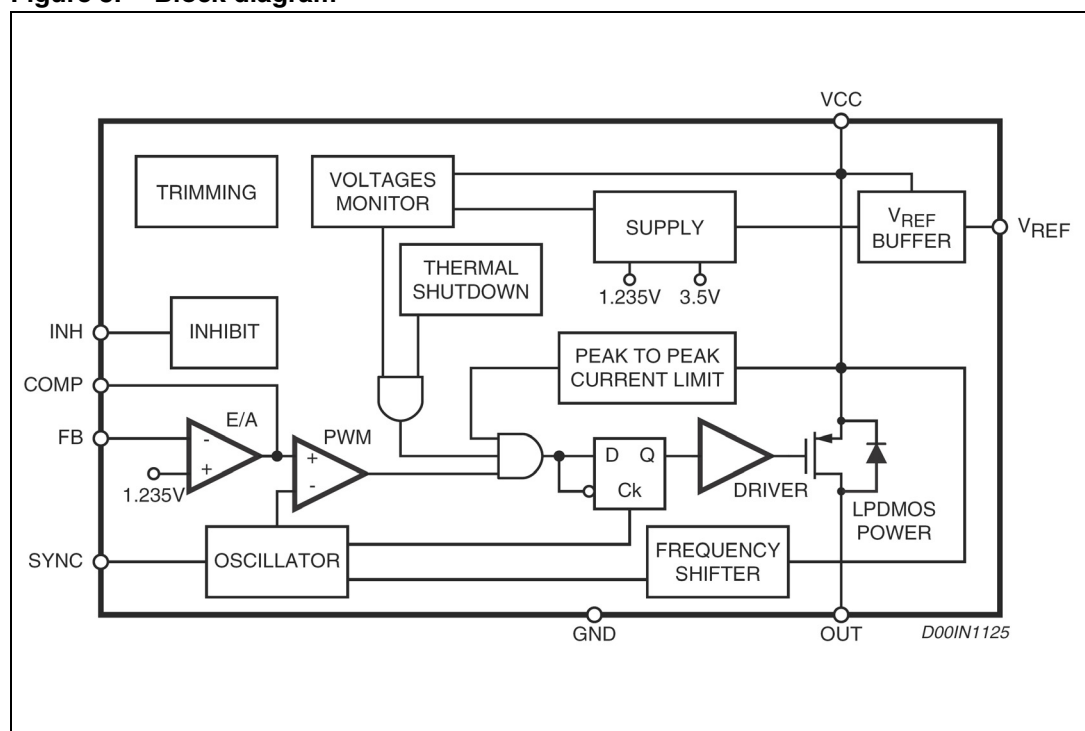 Figure 3. Block diagram
VCC
TRIMMING
VOLTAGES
MONITOR
SUPPLY
VREF
BUFFER
VREF
THERMAL
SHUTDOWN
1.235V
3.5V
INH
INHIBIT
PEAK TO PEAK
CURRENT LIMIT
COMP
E/A
FB
-
+
1.235V
PWM
+
-
D Q
Ck
DRIVER
LPDMOS
POWER
SYNC
OSCILLATOR
FREQUENCY
SHIFTER
GND
OUT
D00IN1125